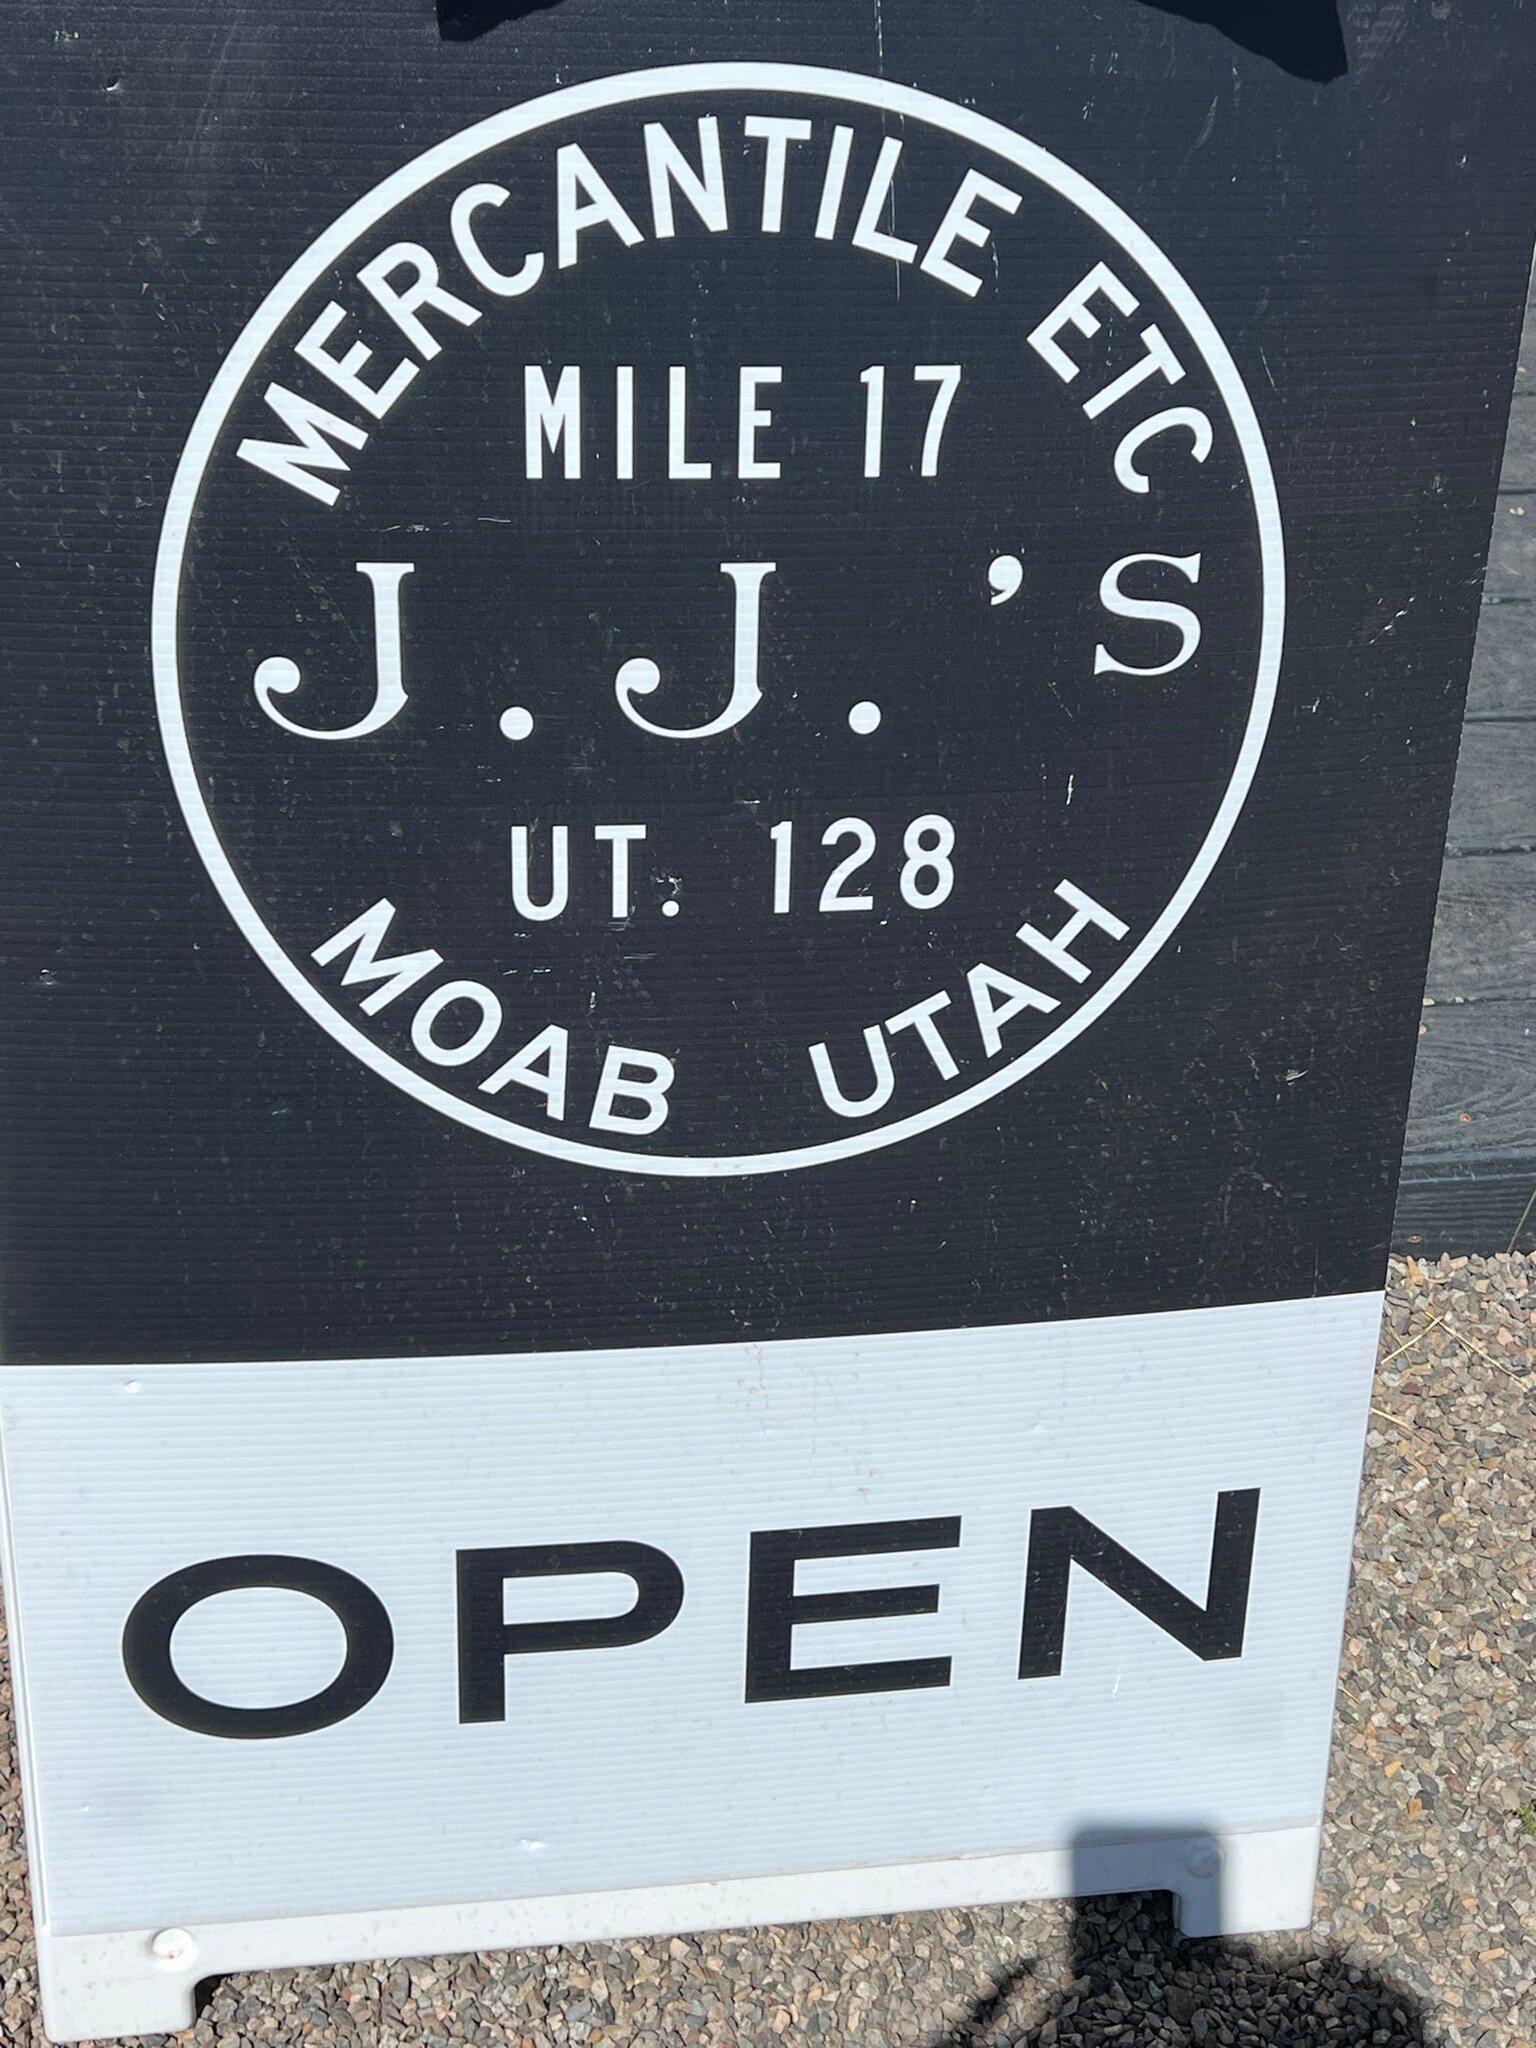 MERCANTILE ETC
MILE 17
J. J. 'S
UT. 128
MOAB UTAH
OPEN